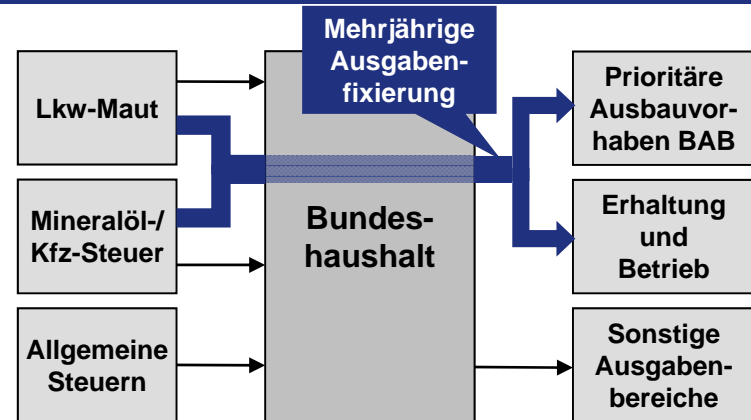 Mehrjährige
Ausgaben-
fixierung
Lkw-Maut
Mineralöl-/
Kfz-Steuer
Allgemeine
Steuern
Bundes-
haushalt
Prioritäre
Ausbauvor-
haben BAB
Erhaltung
und
Betrieb
Sonstige
Ausgaben-
bereiche